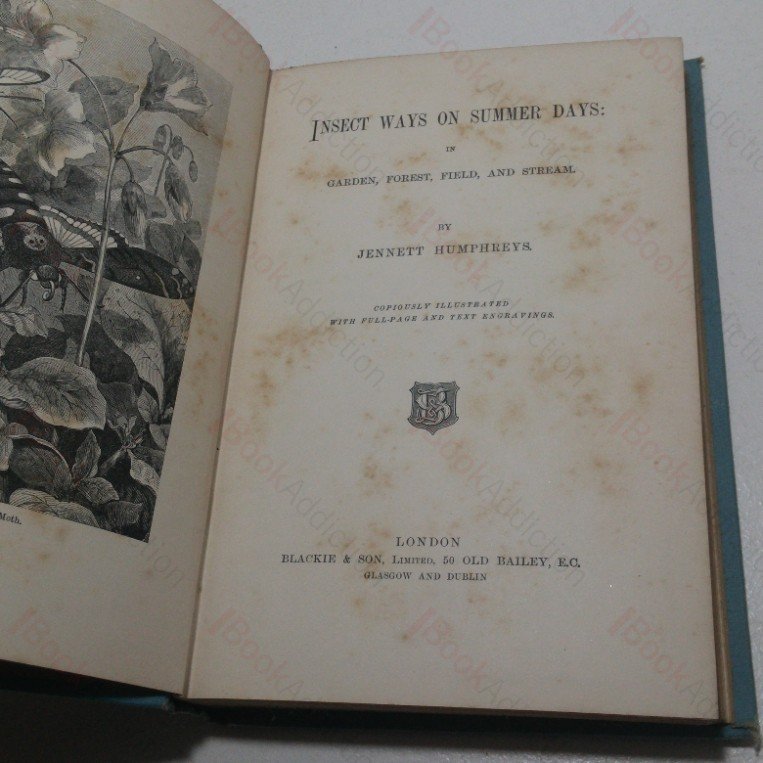 INSECT WAYS ON SUMMER DAYS:
IN
GARDEN, FOREST, FIELD, AND STREAM.
BY
JENNETT HUMPHREYS.
COPIOUSLY ILLUSTRATED
WITH FULL-PAGE AND TEXT ENGRAVINGS.
LONDON
BLACKIE & SON, LIMITED, 50 OLD BAILEY, E.C.
GLASGOW AND DUBLIN
Moth.
BookAddiction